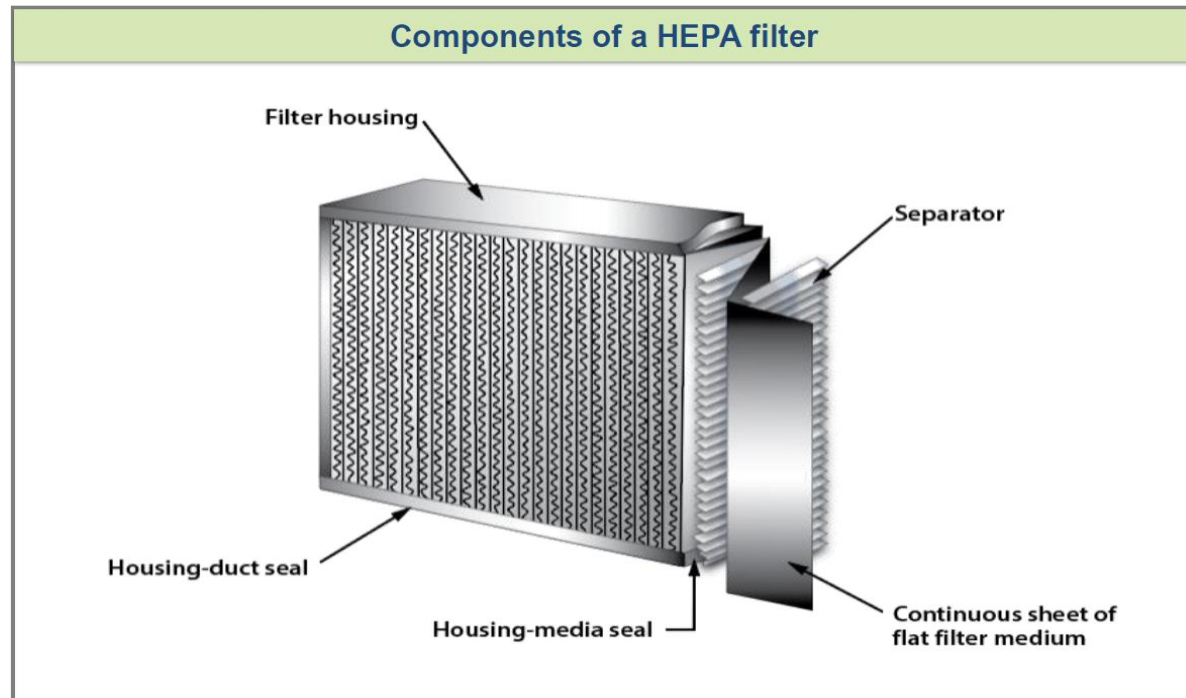 Components of a HEPA filter
Filter housing
Separator
Housing-duct seal
Housing-media seal
Continuous sheet of
flat filter medium